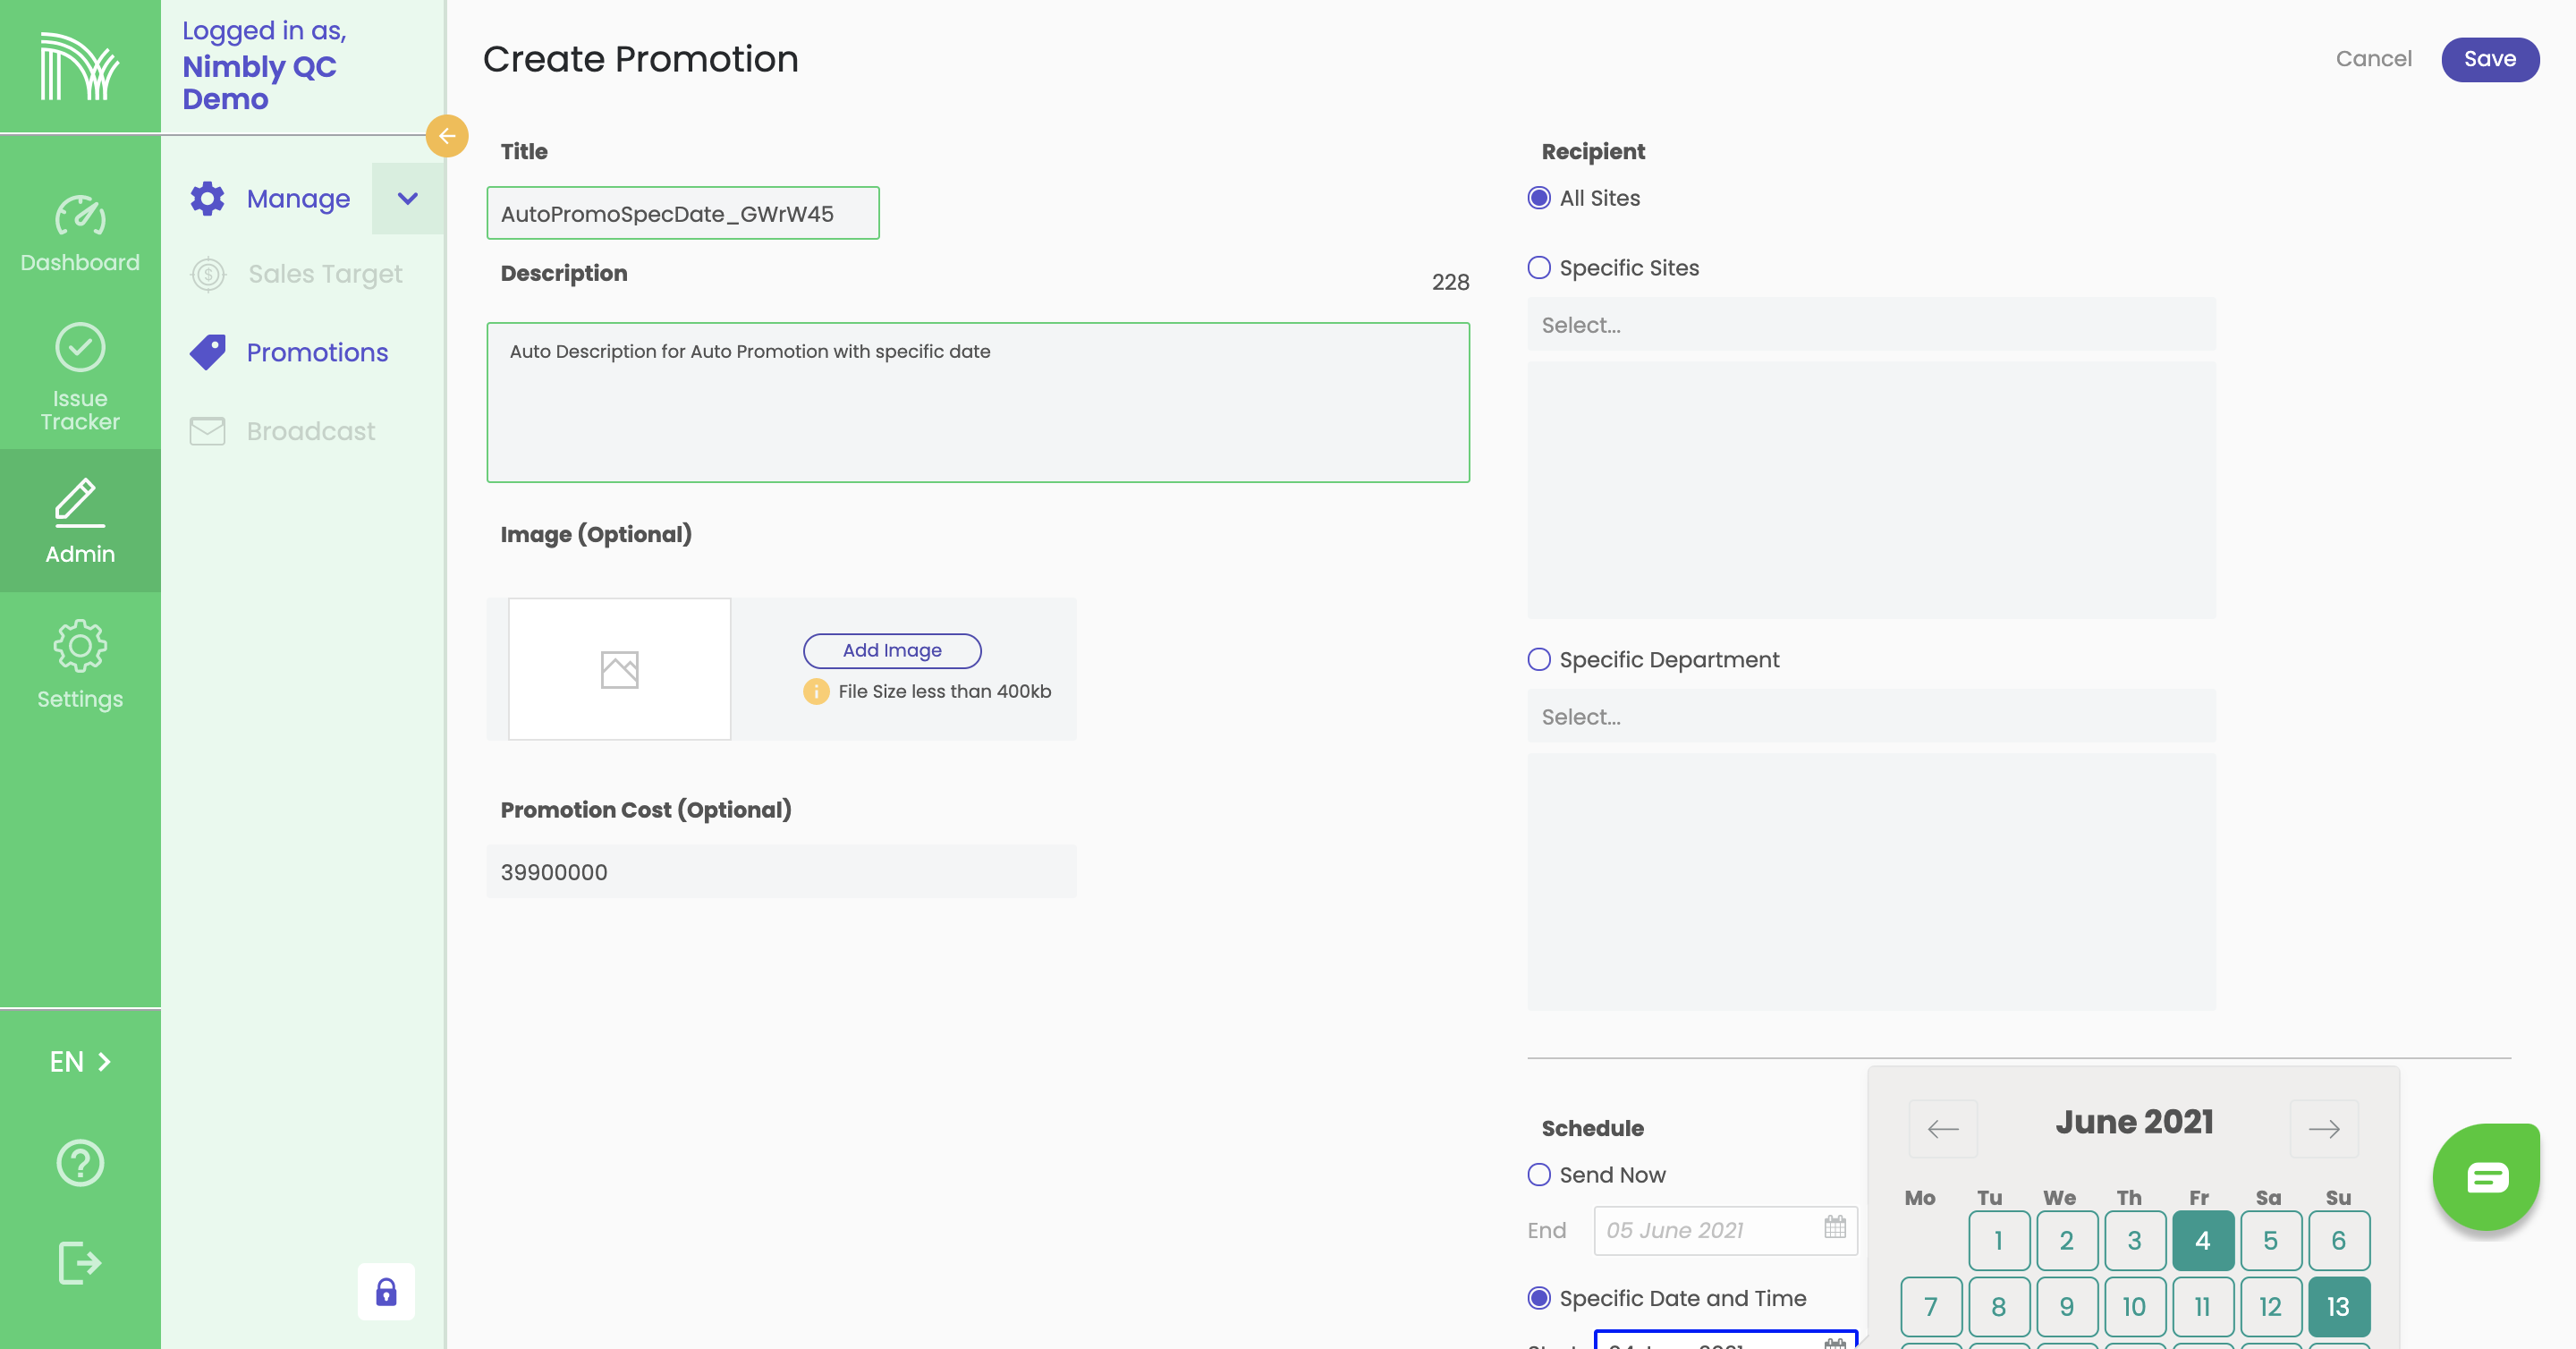 Logged in as,
Nimbly QC
Demo
Dashboard
Issue
Tracker
Admin
Settings
EN
Manage
Sales Target
Promotions
Broadcast
Create Promotion
Cancel
Save
Title
AutoPromoSpecDate_GWrW45
Description
228
Auto Description for Auto Promotion with specific date
Image (Optional)
Add Image
File Size less than 400kb
Promotion Cost (Optional)
39900000
Recipient
All Sites
Specific Sites
Select...
Specific Department
Select...
Schedule
Send Now
End 05 June 2021
Specific Date and Time
June 2021
Mo Tu We Th Fr Sa Su
1 2 3 4 5 6
7 8 9 10 11 12 13